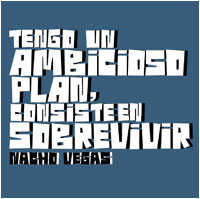 TENGO UN
AMBICIOSO
PLAN,
CONSISTE EN
SOBREVIVIR
NACHO VEGAS